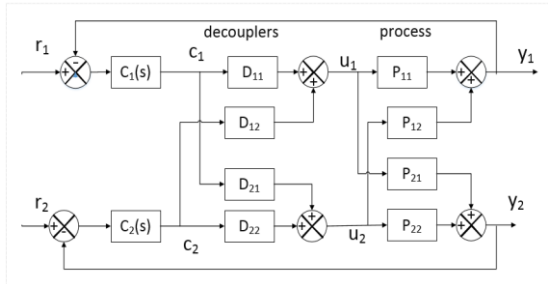 decouplers process
r₁ C₁(s) c₁ D₁₁ u₁ P₁₁ y₁
D₁₂ P₁₂
D₂₁ P₂₁
r₂ C₂(s) c₂ D₂₂ u₂ P₂₂ y₂